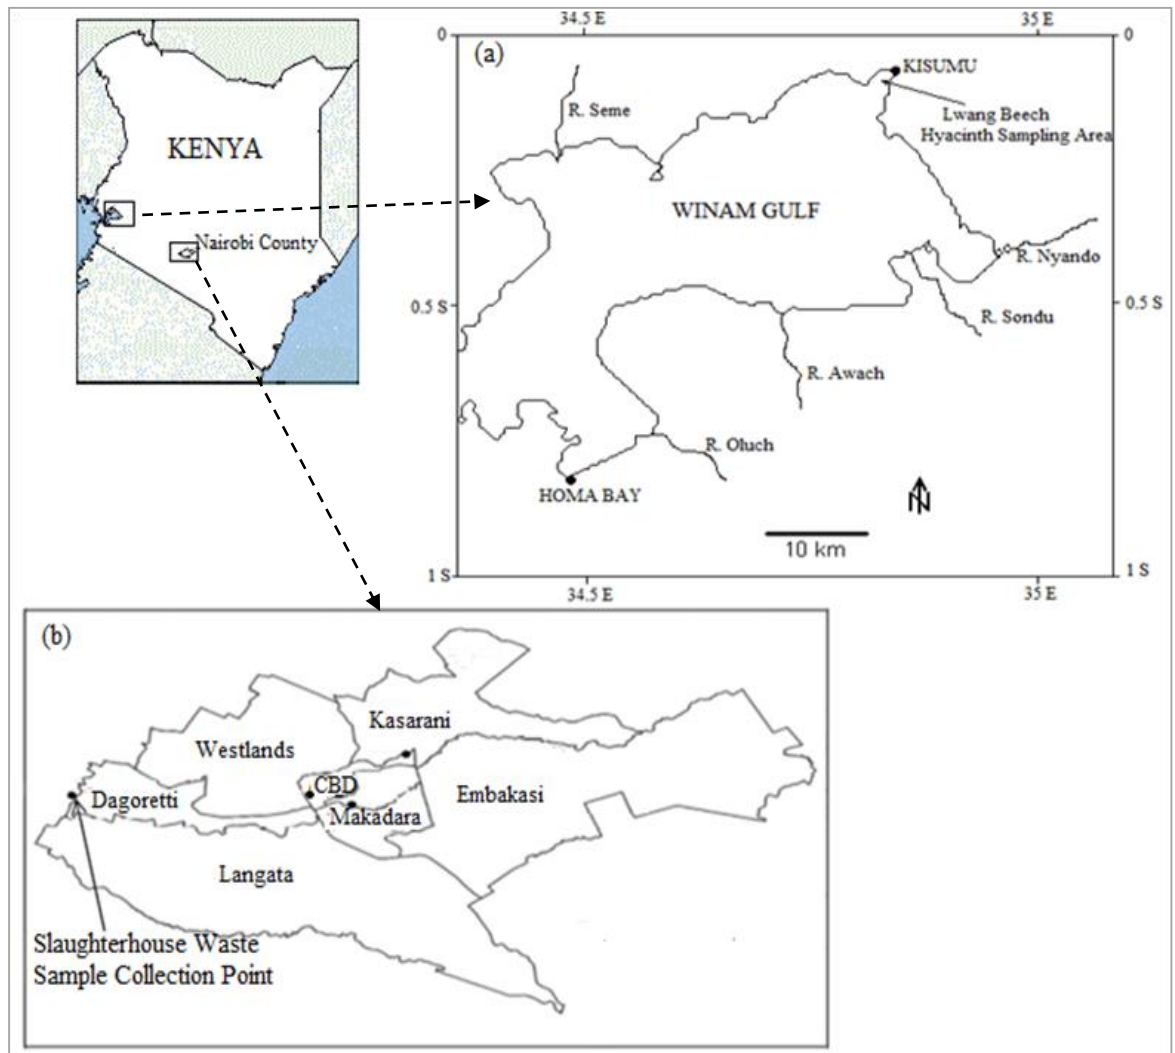 KENYA
Nairobi County
34.5 E
35 E
0
0
(a)
KISUMU
R. Seme
Lwang Beech
Hyacinth Sampling Area
WINAM GULF
R. Nyando
0.5 S
0.5 S
R. Sondu
R. Awach
R. Oluch
HOMA BAY
N
10 km
1 S
1 S
34.5 E
35 E
(b)
Kasarani
Westlands
CBD
Dagoretti
Embakasi
Makadara
Langata
Slaughterhouse Waste
Sample Collection Point